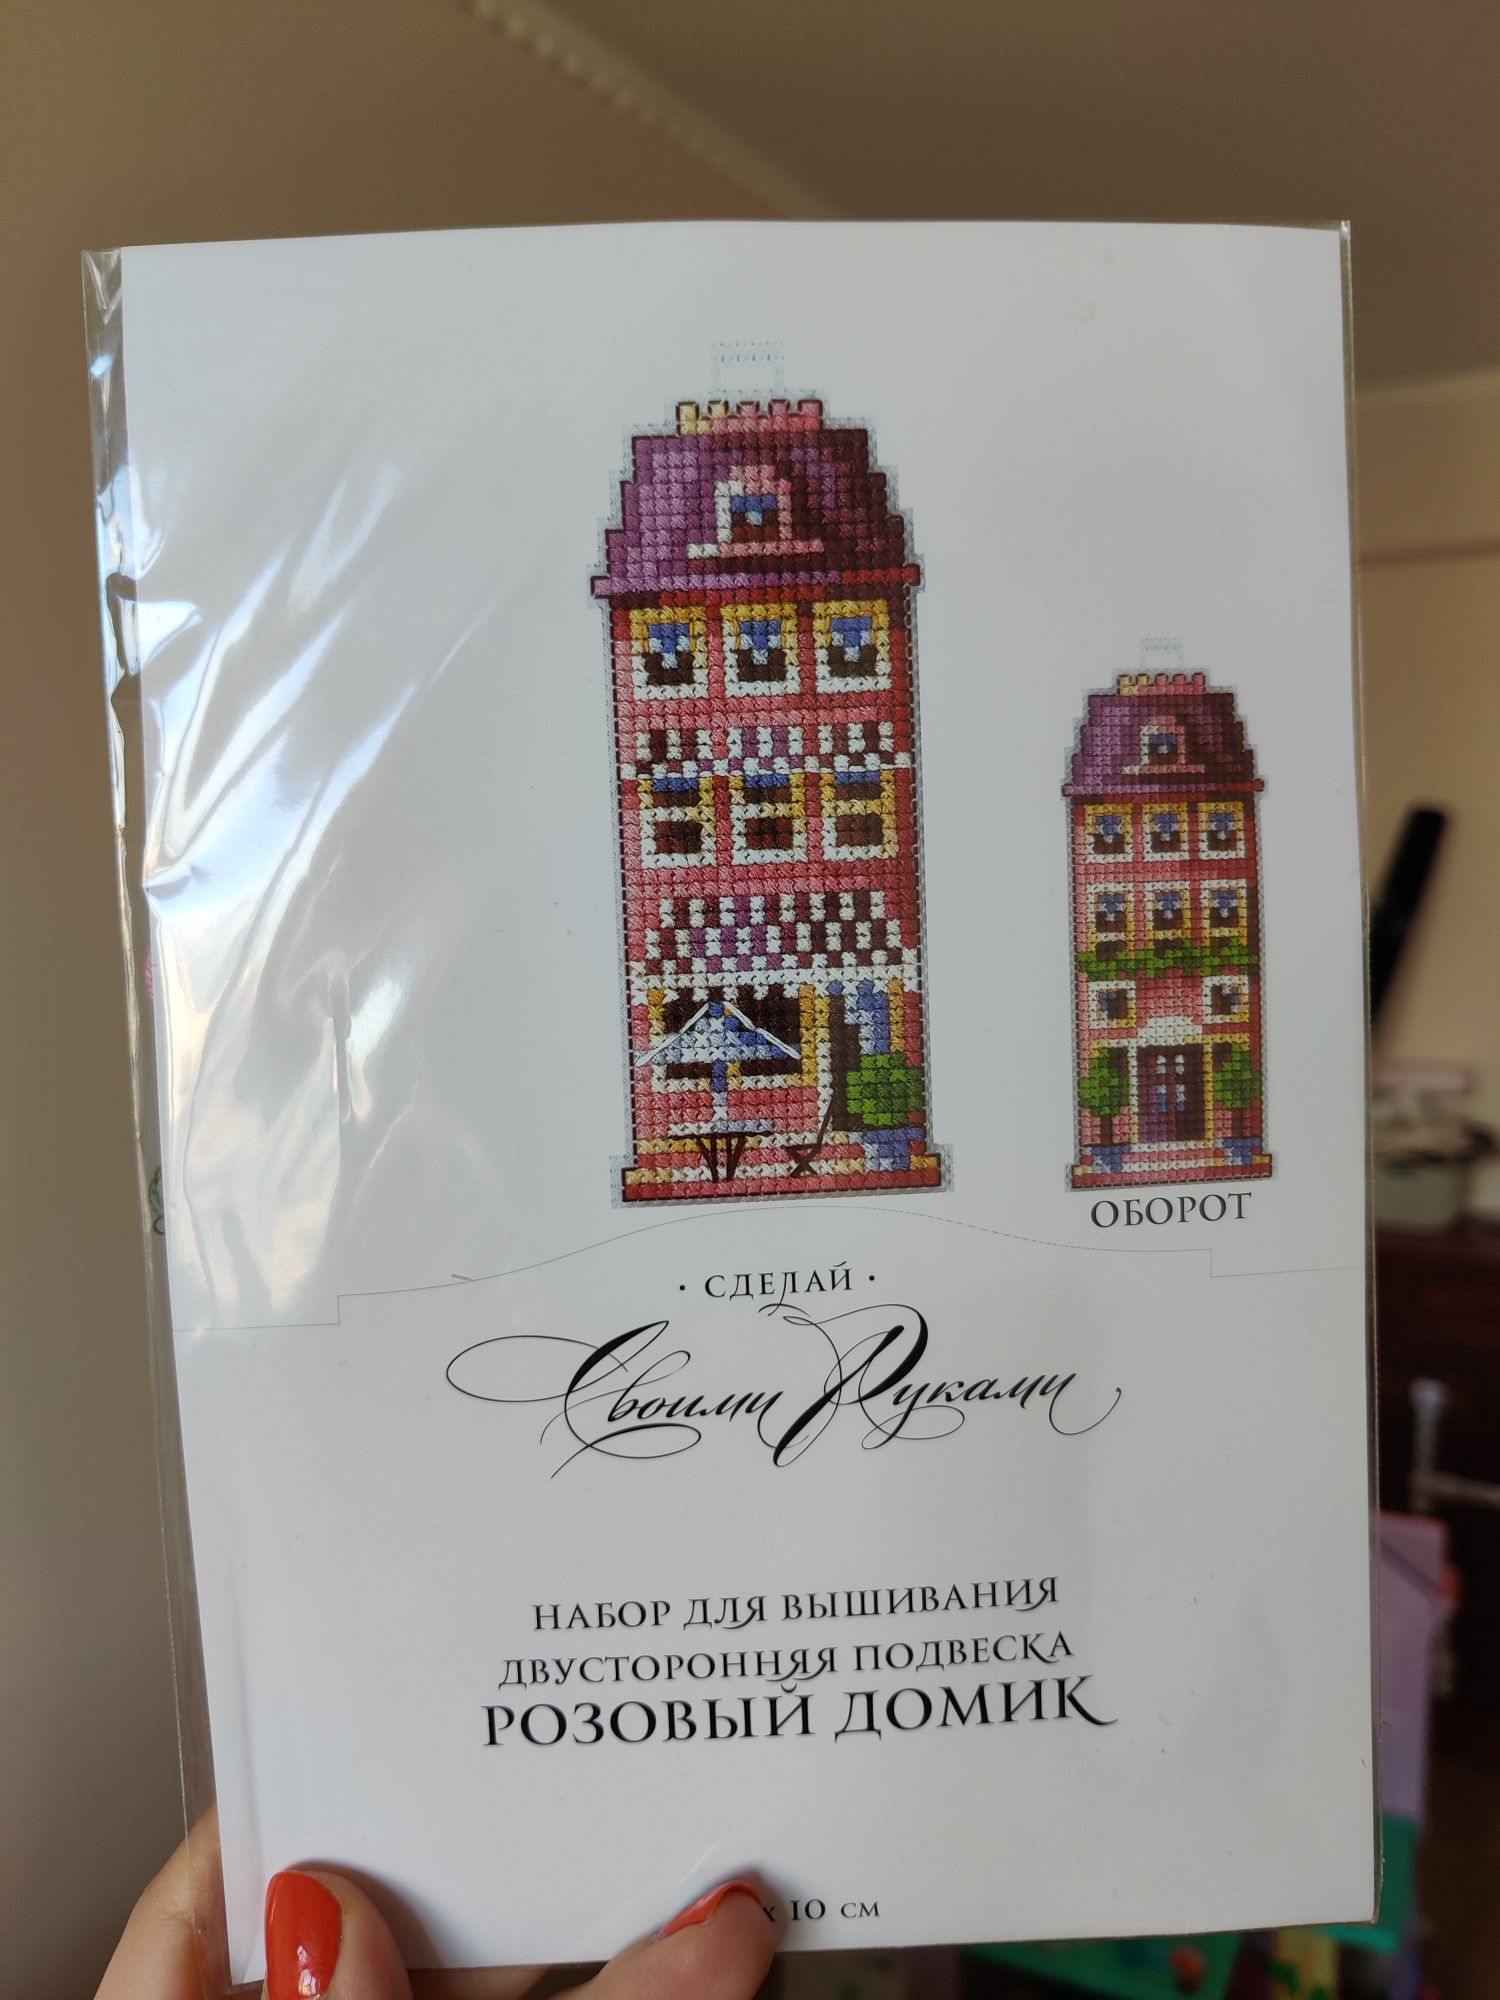 ОБОРОТ
· СДЕЛАЙ ·
Своими Руками
НАБОР ДЛЯ ВЫШИВАНИЯ
ДВУСТОРОННЯЯ ПОДВЕСКА
РОЗОВЫЙ ДОМИК
х 10 СМ